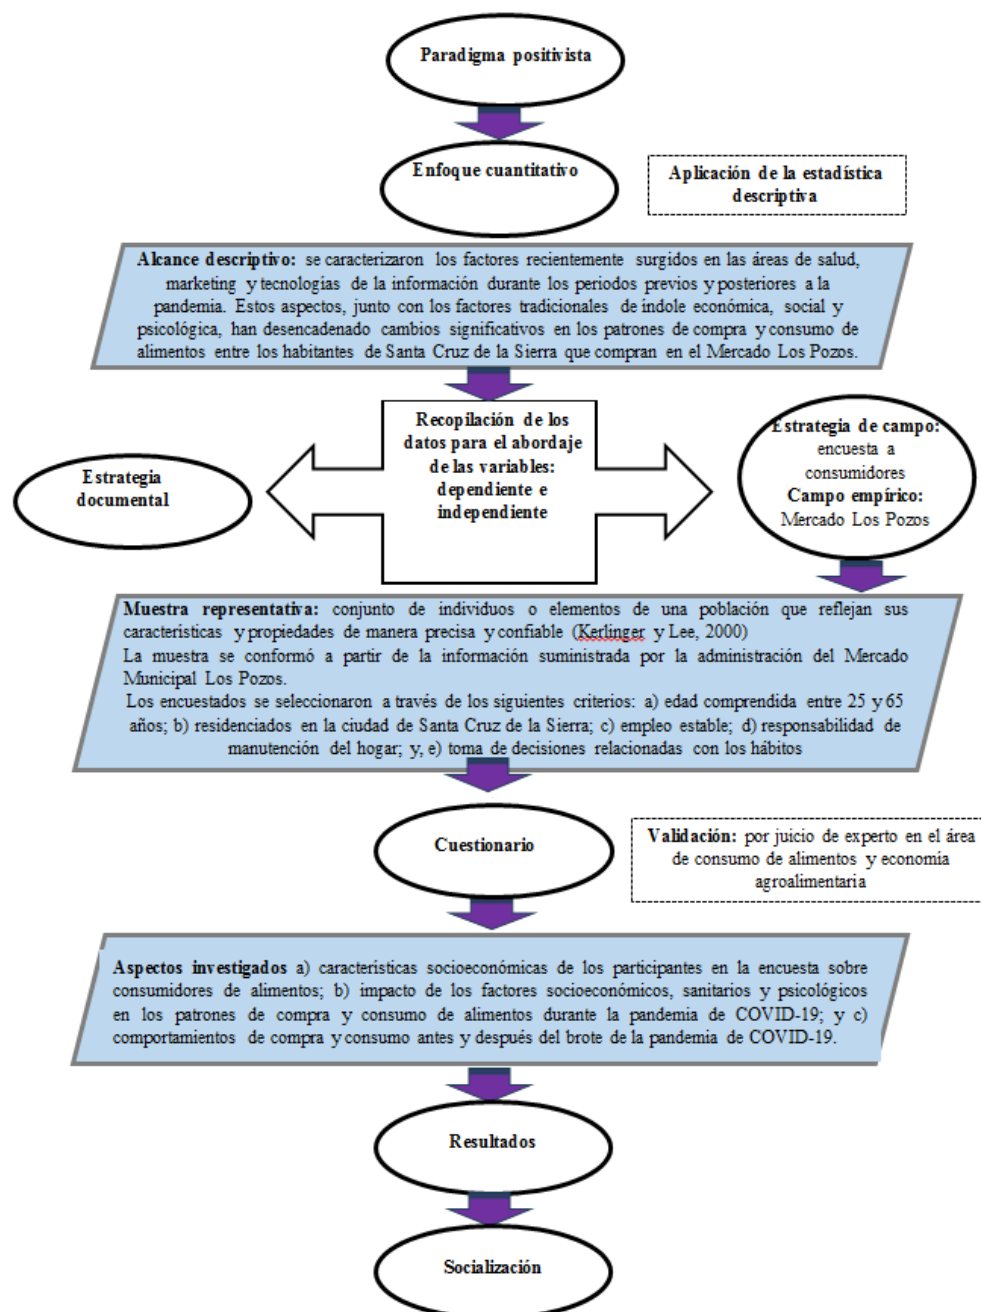 Paradigma positivista
Enfoque cuantitativo
Aplicación de la estadística
descriptiva
Alcance descriptivo: se caracterizaron los factores recientemente surgidos en las áreas de salud,
marketing y tecnologías de la información durante los periodos previos y posteriores a la
pandemia. Estos aspectos, junto con los factores tradicionales de índole económica, social y
psicológica, han desencadenado cambios significativos en los patrones de compra y consumo de
alimentos entre los habitantes de Santa Cruz de la Sierra que compran en el Mercado Los Pozos.
Recopilación de los
datos para el abordaje
de las variables:
dependiente e
independiente
Estrategia
documental
Estrategia de campo:
encuesta a
consumidores
Campo empírico:
Mercado Los Pozos
Muestra representativa: conjunto de individuos o elementos de una población que reflejan sus
características y propiedades de manera precisa y confiable (Kerlinger y Lee, 2000)
La muestra se conformó a partir de la información suministrada por la administración del Mercado
Municipal Los Pozos.
Los encuestados se seleccionaron a través de los siguientes criterios: a) edad comprendida entre 25 y 65
años; b) residenciados en la ciudad de Santa Cruz de la Sierra; c) empleo estable; d) responsabilidad de
manutención del hogar; y, e) toma de decisiones relacionadas con los hábitos
Cuestionario
Validación: por juicio de experto en el área
de consumo de alimentos y economía
agroalimentaria
Aspectos investigados a) características socioeconómicas de los participantes en la encuesta sobre
consumidores de alimentos; b) impacto de los factores socioeconómicos, sanitarios y psicológicos
en los patrones de compra y consumo de alimentos durante la pandemia de COVID-19; y c)
comportamientos de compra y consumo antes y después del brote de la pandemia de COVID-19.
Resultados
Socialización